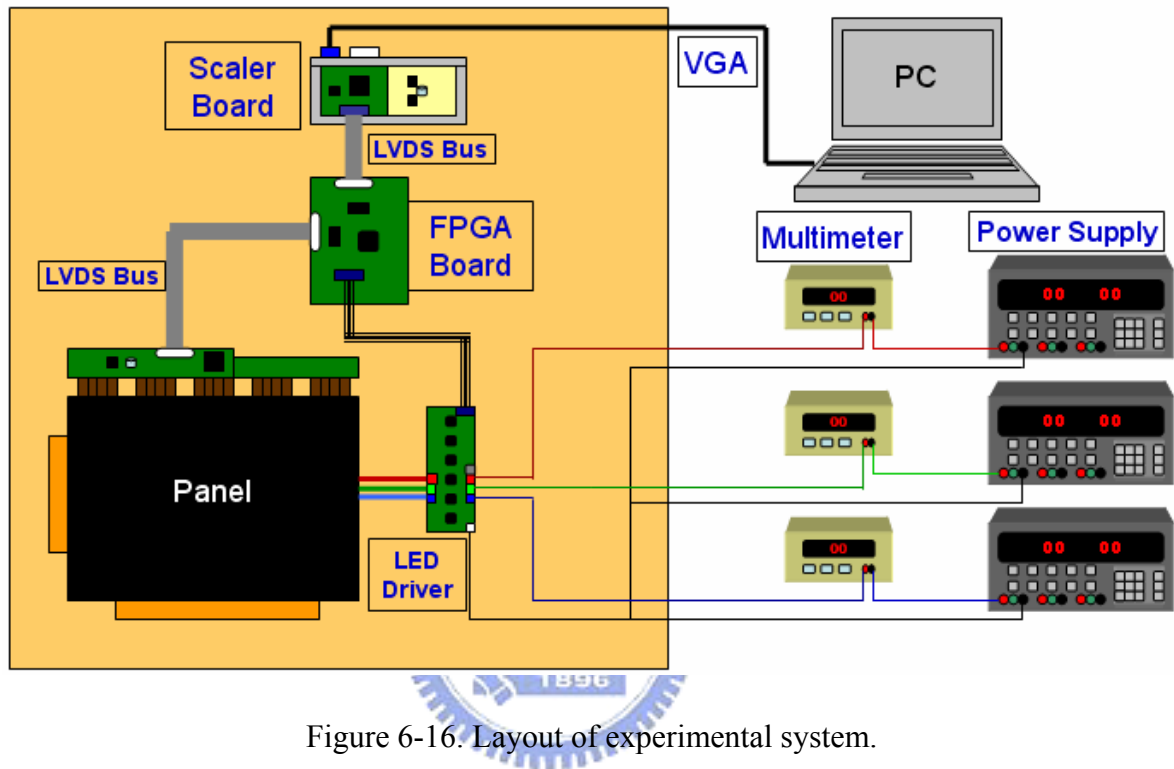 Scaler
Board
VGA
PC
LVDS Bus
FPGA
Board
LVDS Bus
Multimeter
Power Supply
00
00 00
00
00 00
00
00 00
Panel
LED
Driver
1896
Figure 6-16. Layout of experimental system.